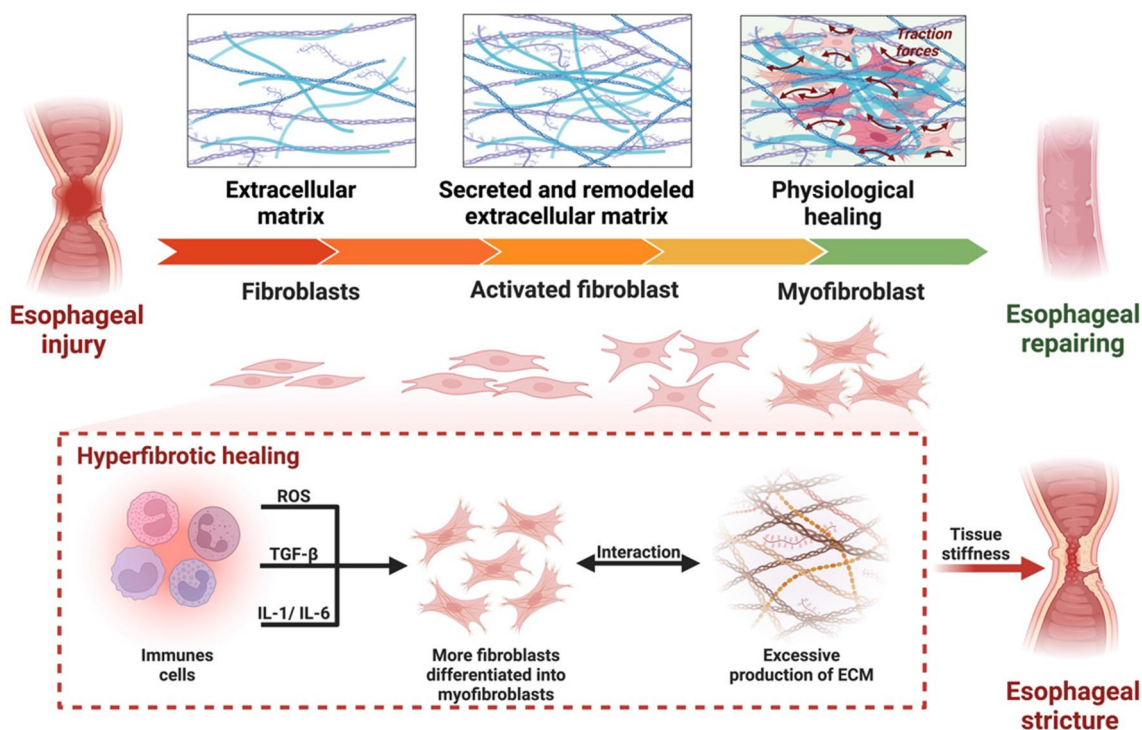 Traction
forces
Extracellular
matrix
Secreted and remodeled
extracellular matrix
Physiological
healing
Fibroblasts
Activated fibroblast
Myofibroblast
Esophageal
injury
Esophageal
repairing
Hyperfibrotic healing
ROS
TGF-β
IL-1/ IL-6
Immunes
cells
More fibroblasts
differentiated into
myofibroblasts
Interaction
Excessive
production of ECM
Tissue
stiffness
Esophageal
stricture